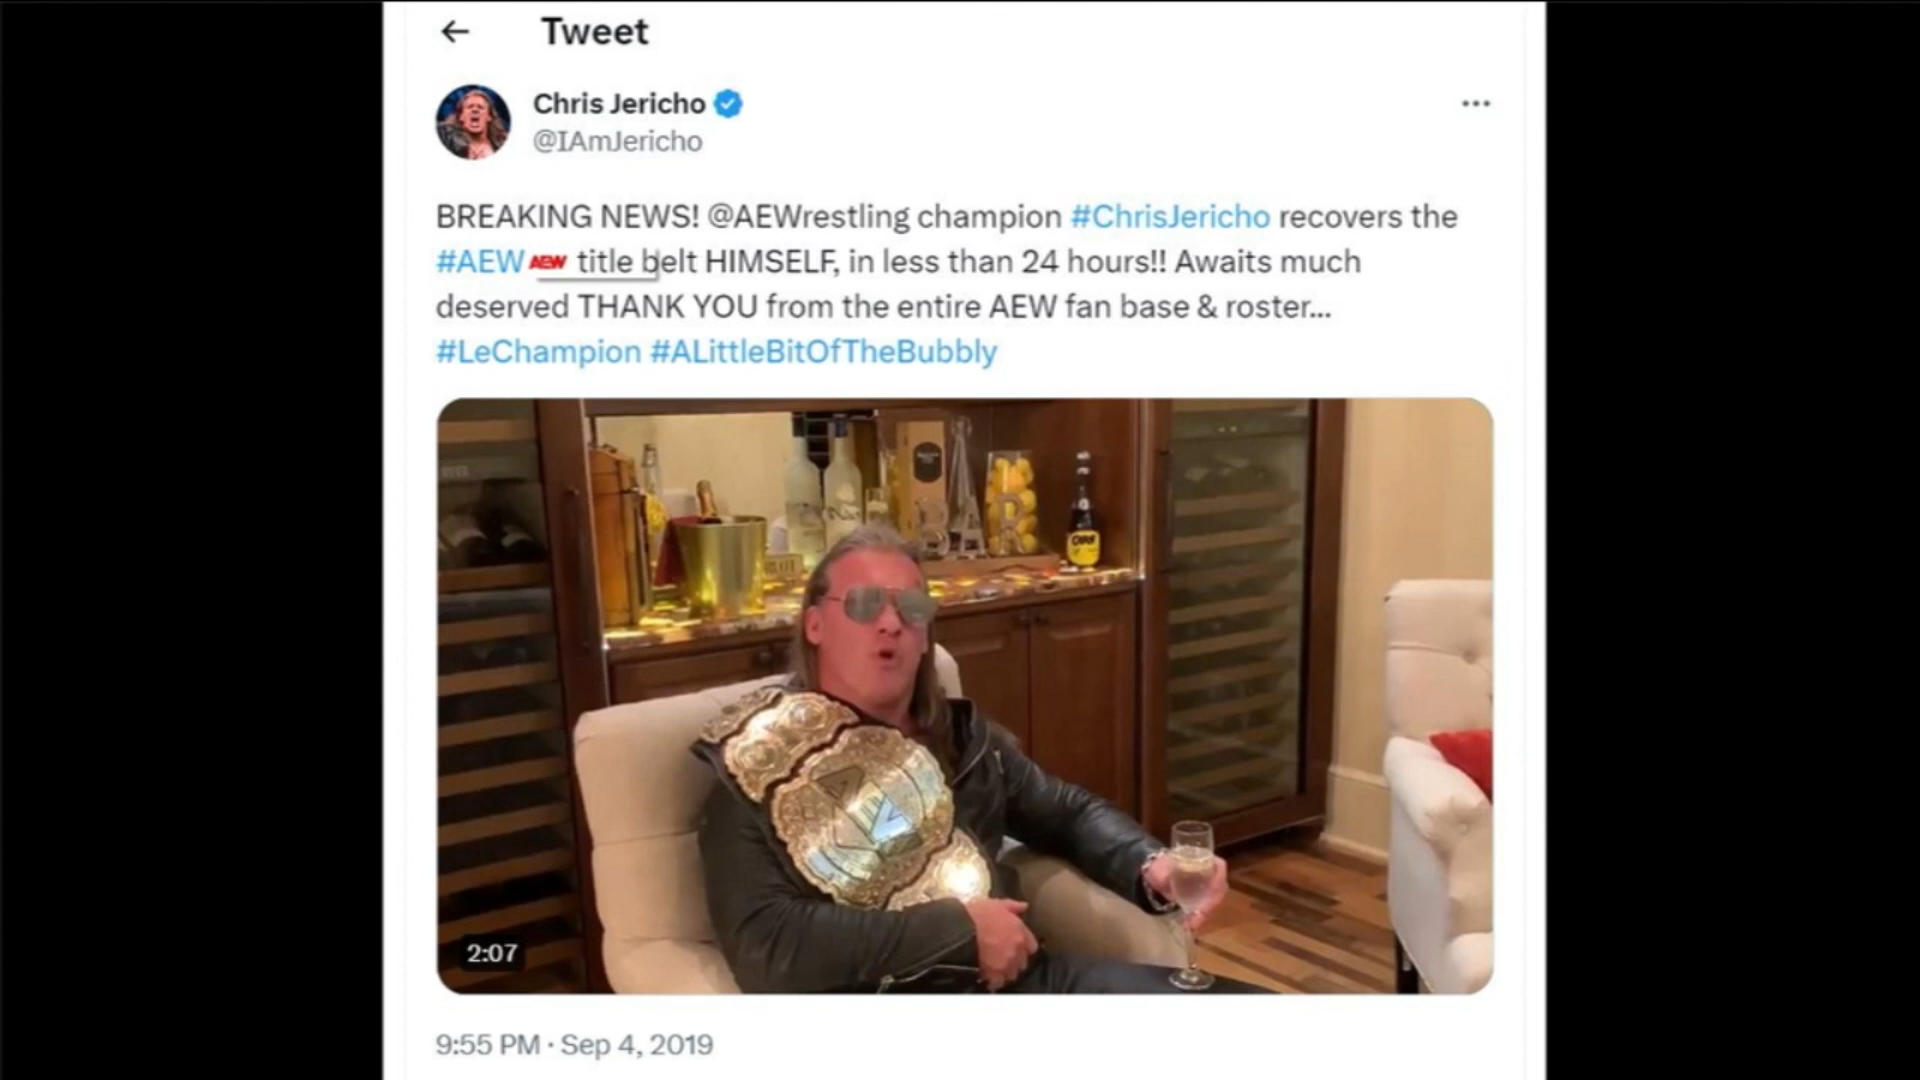 Tweet
Chris Jericho
@IAmJericho
BREAKING NEWS! @AEWrestling champion #ChrisJericho recovers the
#AEW AEW title belt HIMSELF, in less than 24 hours!! Awaits much
deserved THANK YOU from the entire AEW fan base & roster...
#LeChampion #ALittleBitOfTheBubbly
BAR
2:07
9:55 PM · Sep 4, 2019